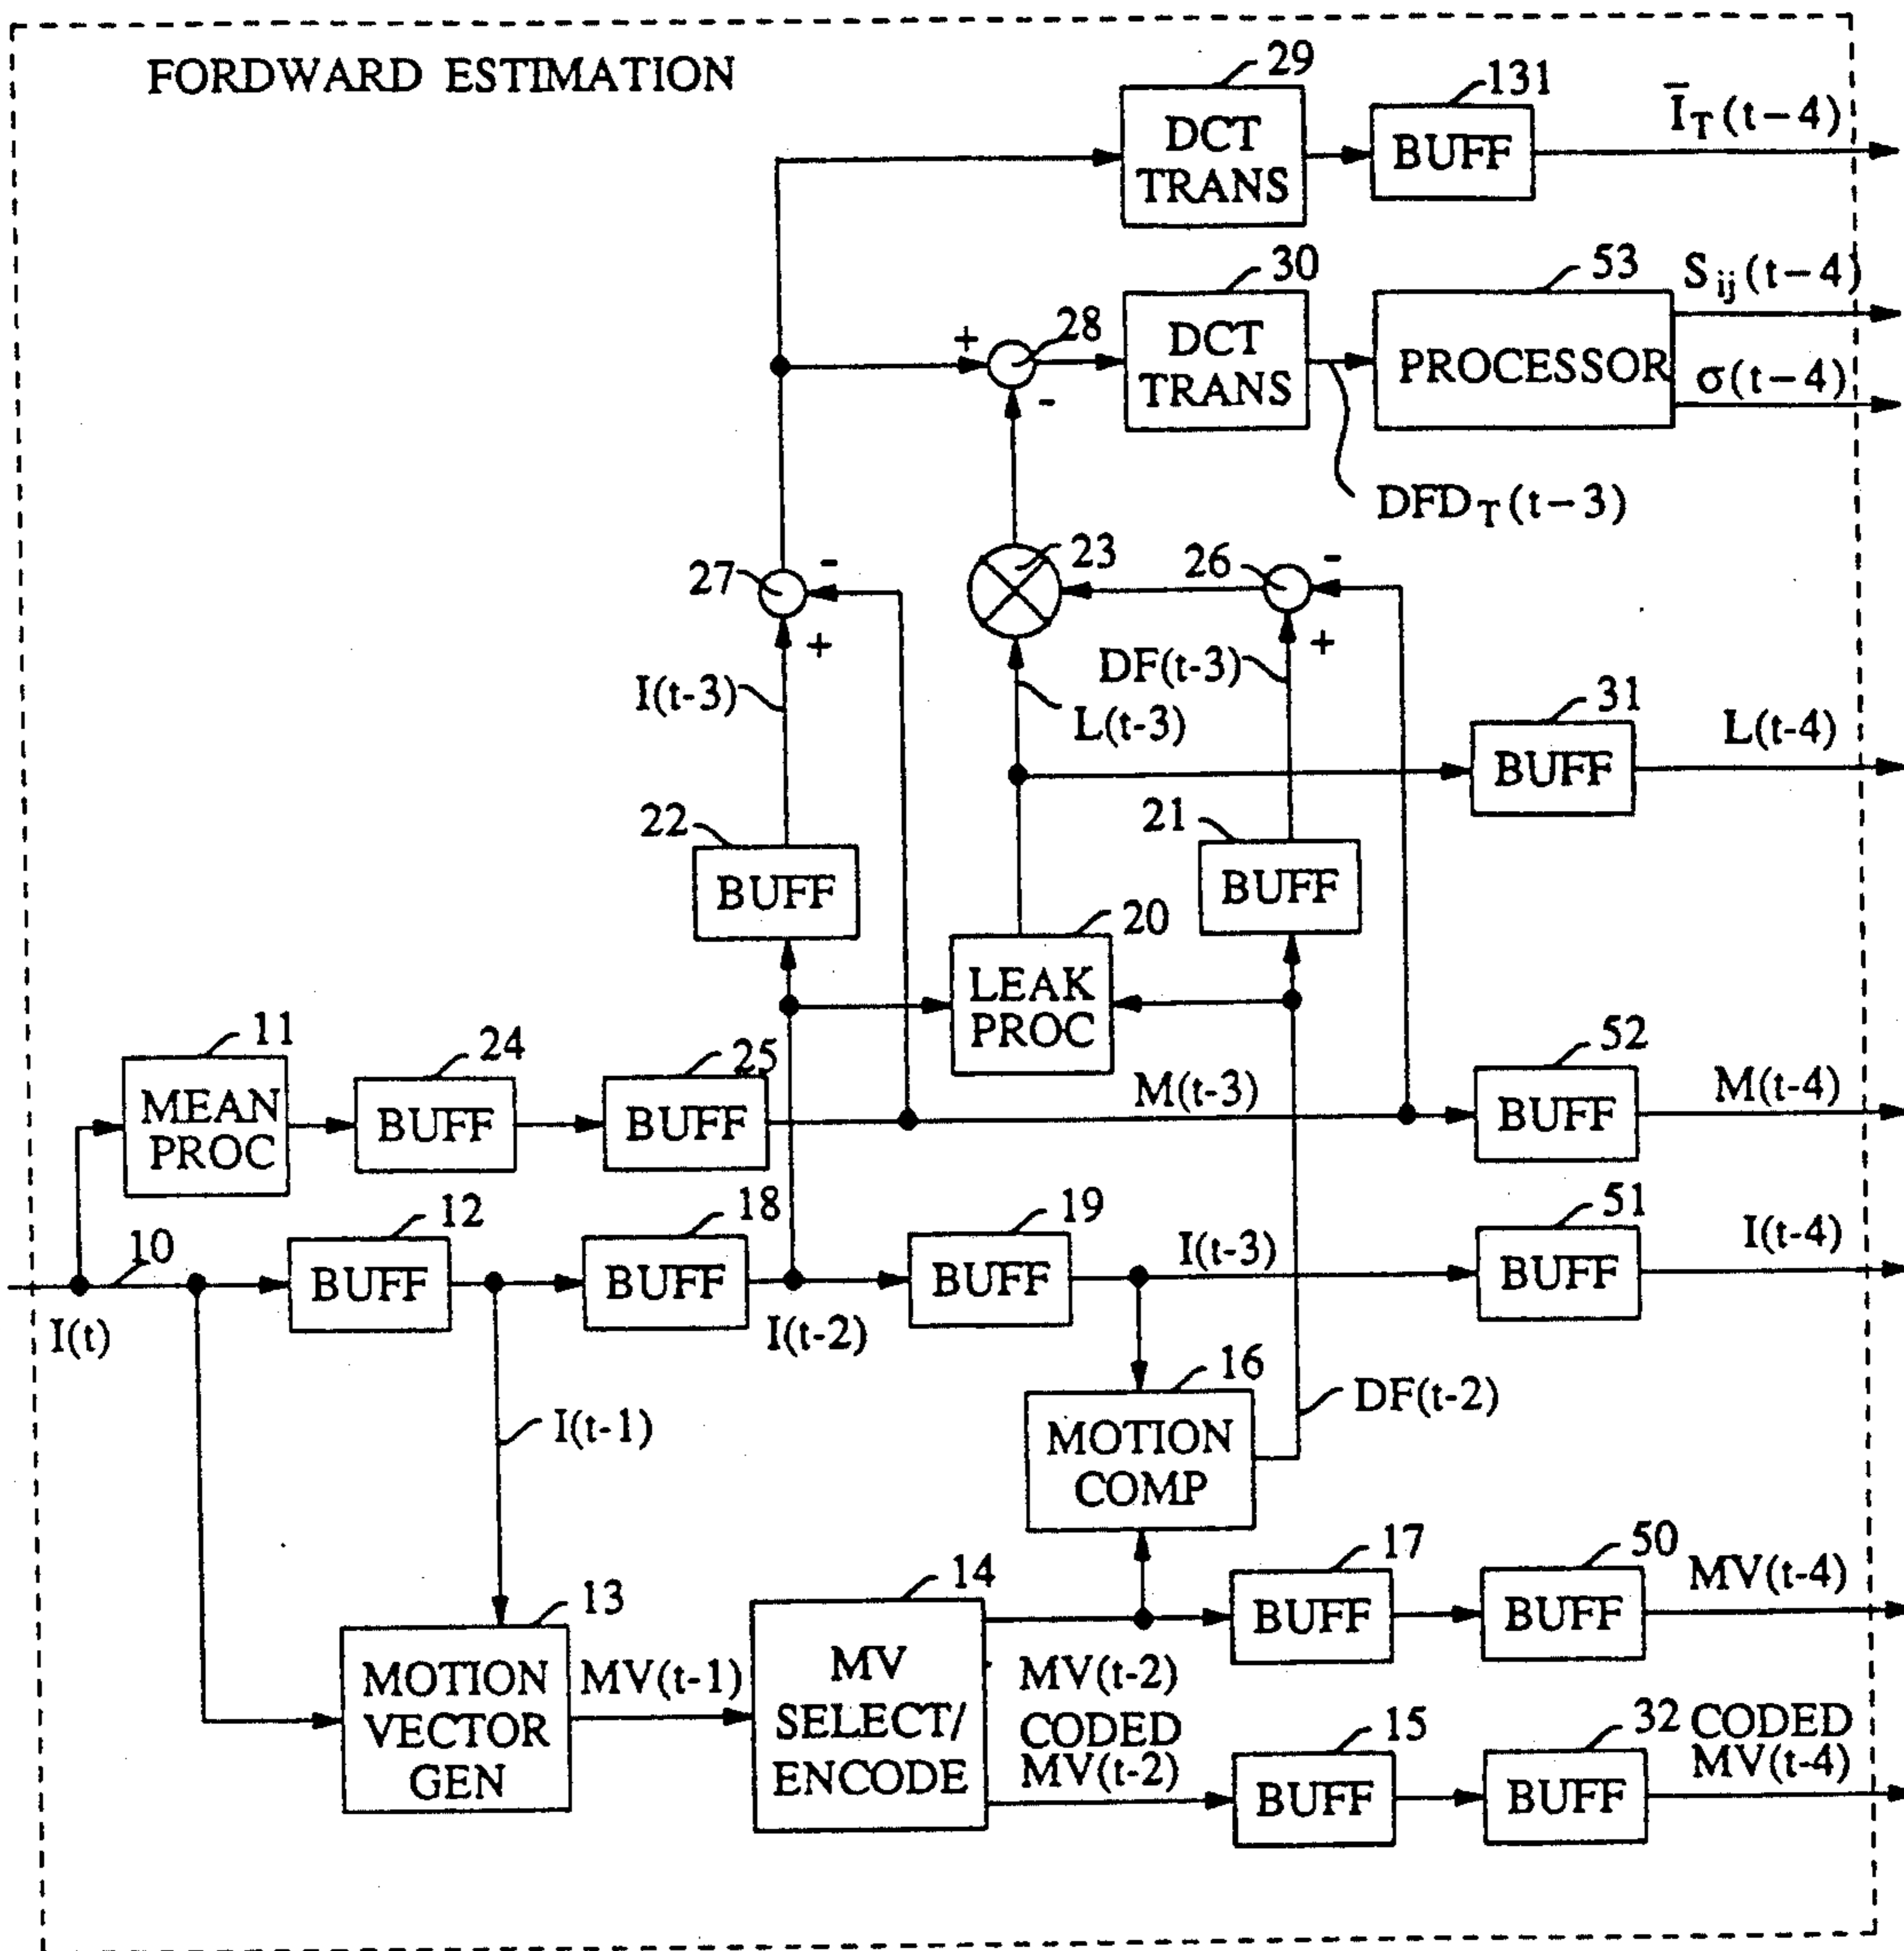 FORDWARD ESTIMATION
29
131
DCT
TRANS
BUFF
Ī_T(t-4)
30
53
S_ij(t-4)
28
+
-
DCT
TRANS
PROCESSOR
σ(t-4)
DFD_T(t-3)
27
-
+
23
26
-
+
I(t-3)
L(t-3)
DF(t-3)
31
BUFF
L(t-4)
22
BUFF
21
BUFF
20
LEAK
PROC
11
MEAN
PROC
24
BUFF
25
BUFF
M(t-3)
52
BUFF
M(t-4)
10
I(t)
12
BUFF
18
BUFF
I(t-2)
19
BUFF
I(t-3)
51
BUFF
I(t-4)
I(t-1)
16
MOTION
COMP
DF(t-2)
13
MOTION
VECTOR
GEN
MV(t-1)
14
MV
SELECT/
ENCODE
MV(t-2)
CODED
MV(t-2)
17
BUFF
50
BUFF
MV(t-4)
15
BUFF
32
BUFF
CODED
MV(t-4)